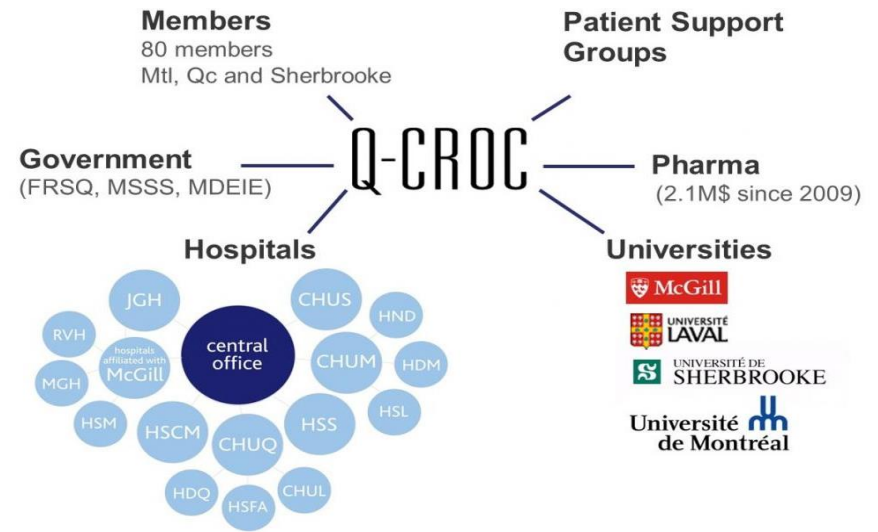 Members
80 members
Mtl, Qc and Sherbrooke
Patient Support
Groups
Q-CROC
Government
(FRSQ, MSSS, MDEIE)
Pharma
(2.1M$ since 2009)
Hospitals
JGH
CHUS
RVH
HND
hospitals
affiliated with
McGill
central
office
CHUM
HDM
MGH
HSM
HSCM
CHUQ
HSS
HSL
HDQ
HSFA
CHUL
Universities
McGill
UNIVERSITÉ
LAVAL
S
UNIVERSITÉ DE
SHERBROOKE
Université
de Montréal